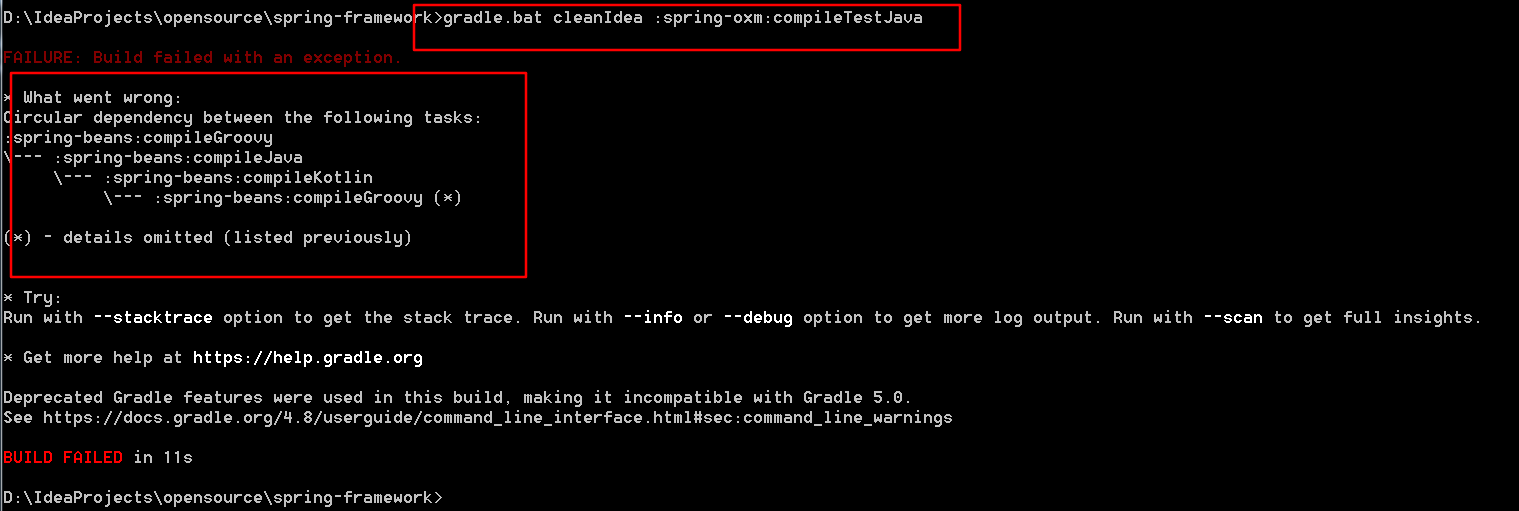 D:\IdeaProjects\opensource\spring-framework>gradle.bat cleanIdea :spring-oxm:compileTestJava
FAILURE: Build failed with an exception.
* What went wrong:
Circular dependency between the following tasks:
:spring-beans:compileGroovy
\--- :spring-beans:compileJava
     \--- :spring-beans:compileKotlin
          \--- :spring-beans:compileGroovy (*)
(*) - details omitted (listed previously)
* Try:
Run with --stacktrace option to get the stack trace. Run with --info or --debug option to get more log output. Run with --scan to get full insights.
* Get more help at https://help.gradle.org
Deprecated Gradle features were used in this build, making it incompatible with Gradle 5.0.
See https://docs.gradle.org/4.8/userguide/command_line_interface.html#sec:command_line_warnings
BUILD FAILED in 11s
D:\IdeaProjects\opensource\spring-framework>